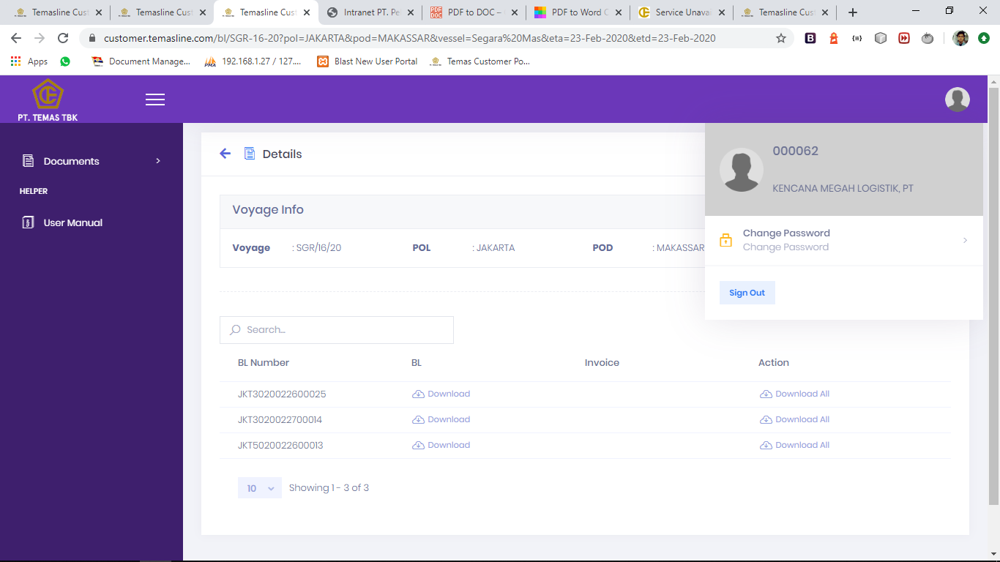 Temasline Cust
Temasline Cust
Temasline Cust
Intranet PT. Pe
PDF to DOC –
PDF to Word C
Service Unava
Temasline Cust
customer.temasline.com/bl/SGR-16-20?pol=JAKARTA&pod=MAKASSAR&vessel=Segara%20Mas&eta=23-Feb-2020&etd=23-Feb-2020
Apps
Document Manage...
192.168.1.27 / 127....
Blast New User Portal
Temas Customer Po...
PT. TEMAS TBK
Documents
HELPER
User Manual
Details
000062
KENCANA MEGAH LOGISTIK, PT
Change Password
Change Password
Sign Out
Voyage Info
Voyage : SGR/16/20 POL : JAKARTA POD : MAKASSAR
Search...
BL Number BL Invoice Action
JKT3020022600025 Download Download All
JKT3020022700014 Download Download All
JKT5020022600013 Download Download All
10 Showing 1 - 3 of 3